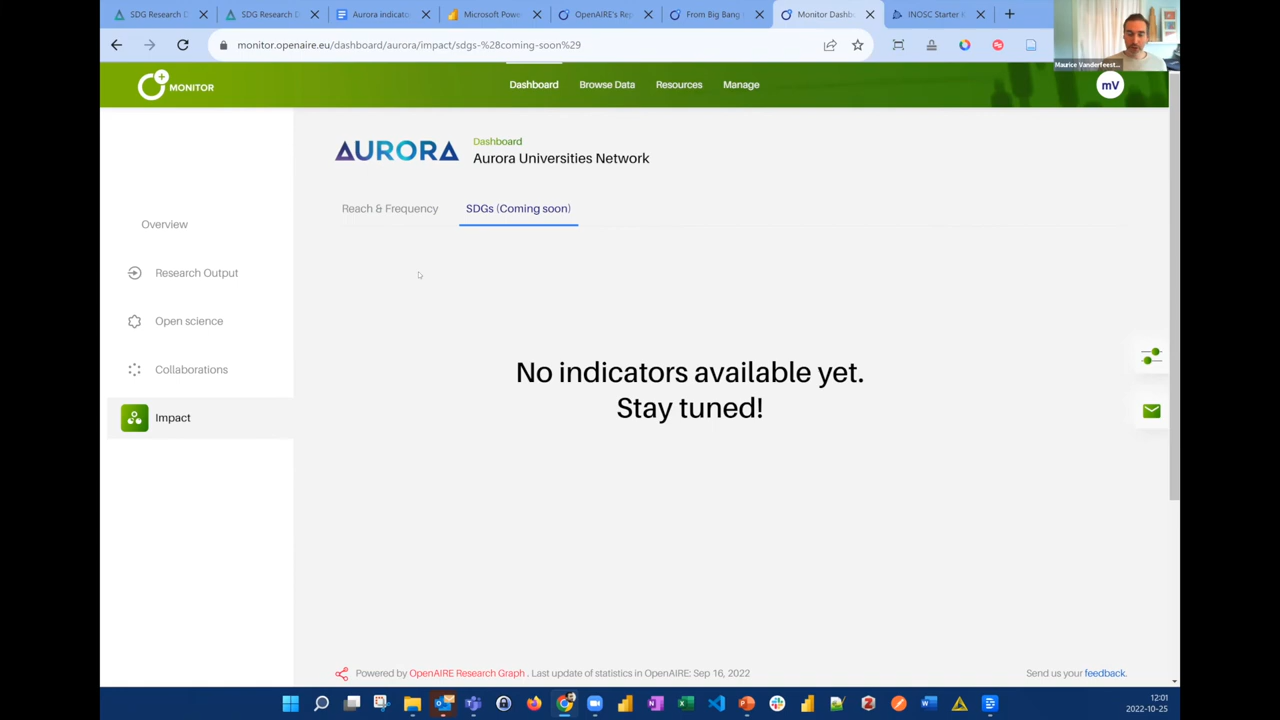 SDG Research D
SDG Research D
Aurora indicato
Microsoft Powe
OpenAIRE's Rep
From Big Bang
Monitor Dashb
INOSC Starter K
monitor.openaire.eu/dashboard/aurora/impact/sdgs-%28coming-soon%29
Maurice Vanderfeest...
MONITOR
Dashboard
Browse Data
Resources
Manage
mV
AURORA
Dashboard
Aurora Universities Network
Reach & Frequency
SDGs (Coming soon)
Overview
Research Output
Open science
Collaborations
Impact
No indicators available yet.
Stay tuned!
Powered by OpenAIRE Research Graph . Last update of statistics in OpenAIRE: Sep 16, 2022
Send us your feedback.
12:01
2022-10-25